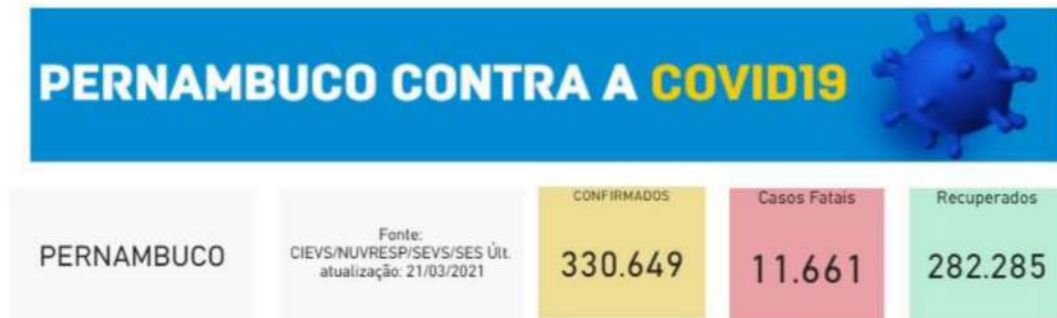 PERNAMBUCO CONTRA A COVID19
PERNAMBUCO
Fonte:
CIEVS/NUVRESP/SEVS/SES Últ.
atualização: 21/03/2021
CONFIRMADOS
330.649
Casos Fatais
11.661
Recuperados
282.285